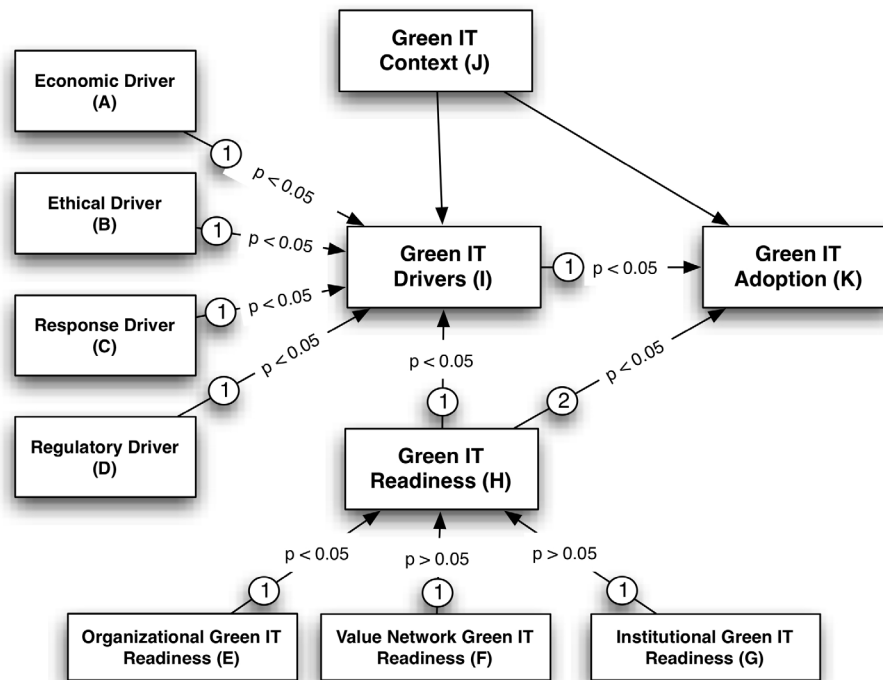 Green IT
Context (J)
Economic Driver
(A)
1
p < 0.05
Ethical Driver
(B)
1
p < 0.05
Green IT
Drivers (I)
1
p < 0.05
Green IT
Adoption (K)
Response Driver
(C)
1
p < 0.05
Regulatory Driver
(D)
1
p < 0.05
p < 0.05
1
2
p < 0.05
Green IT
Readiness (H)
p < 0.05
p > 0.05
p > 0.05
1
1
1
Organizational Green IT
Readiness (E)
Value Network Green IT
Readiness (F)
Institutional Green IT
Readiness (G)